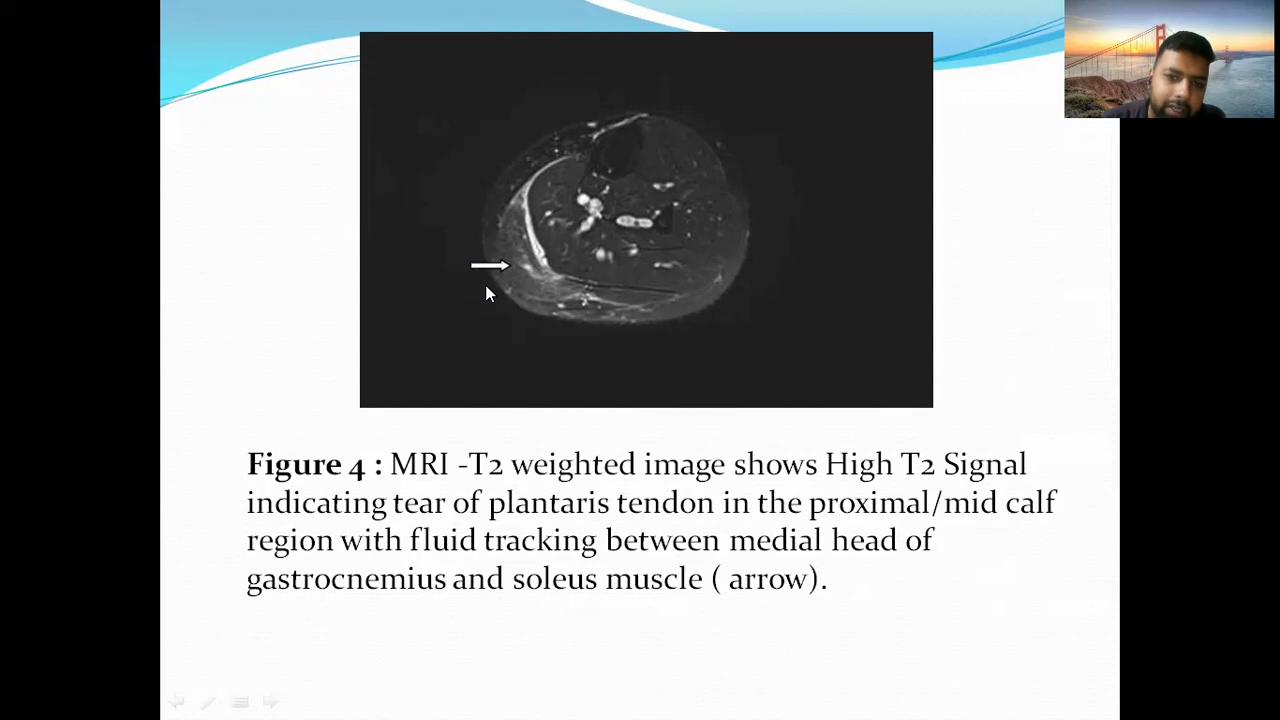 Figure 4 : MRI -T2 weighted image shows High T2 Signal
indicating tear of plantaris tendon in the proximal/mid calf
region with fluid tracking between medial head of
gastrocnemius and soleus muscle ( arrow).